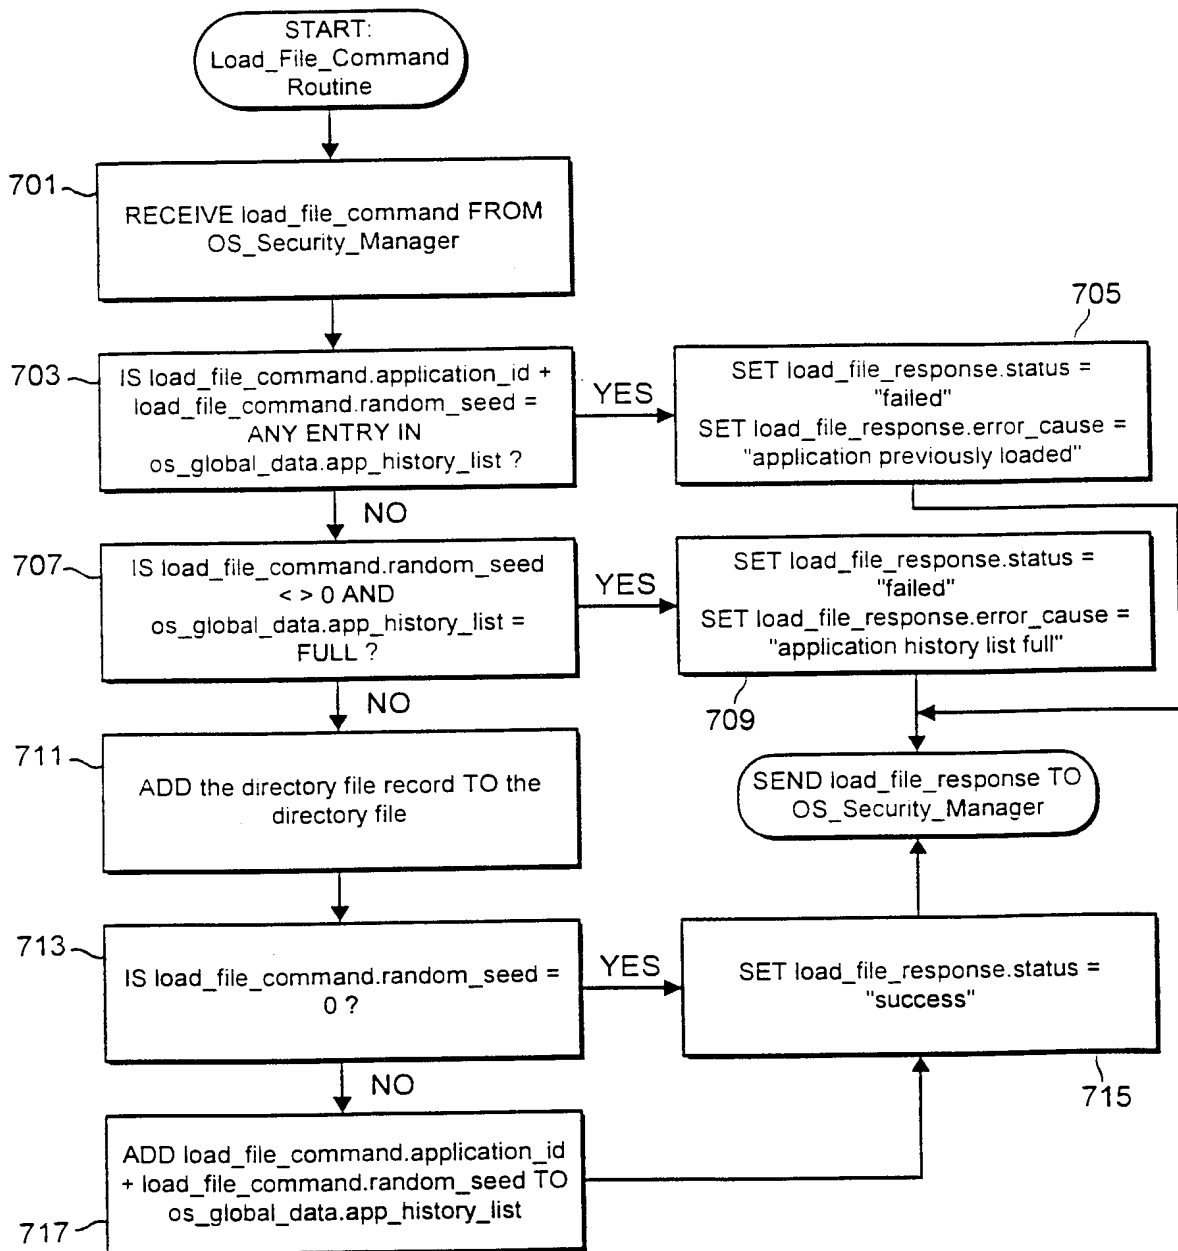 START:
Load_File_Command
Routine
701
RECEIVE load_file_command FROM
OS_Security_Manager
705
703
IS load_file_command.application_id +
load_file_command.random_seed =
ANY ENTRY IN
os_global_data.app_history_list ?
YES
SET load_file_response.status =
"failed"
SET load_file_response.error_cause =
"application previously loaded"
NO
707
IS load_file_command.random_seed
< > 0 AND
os_global_data.app_history_list =
FULL ?
YES
SET load_file_response.status =
"failed"
SET load_file_response.error_cause =
"application history list full"
NO
709
711
ADD the directory file record TO the
directory file
SEND load_file_response TO
OS_Security_Manager
713
IS load_file_command.random_seed =
0 ?
YES
SET load_file_response.status =
"success"
NO
715
ADD load_file_command.application_id
+ load_file_command.random_seed TO
os_global_data.app_history_list
717